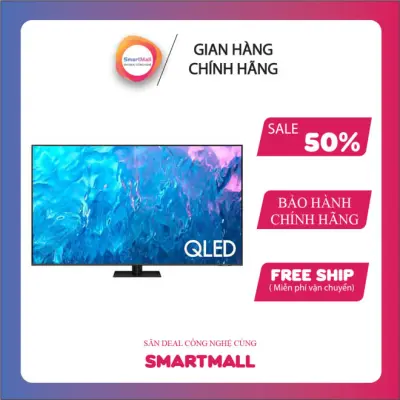 SmartMall
GIAN HÀNG
CHÍNH HÃNG
SALE
50%
BẢO HÀNH
CHÍNH HÃNG
FREE SHIP
( Miễn phí vận chuyển)
QLED
SĂN DEAL CÔNG NGHỆ CÙNG
SMARTMALL